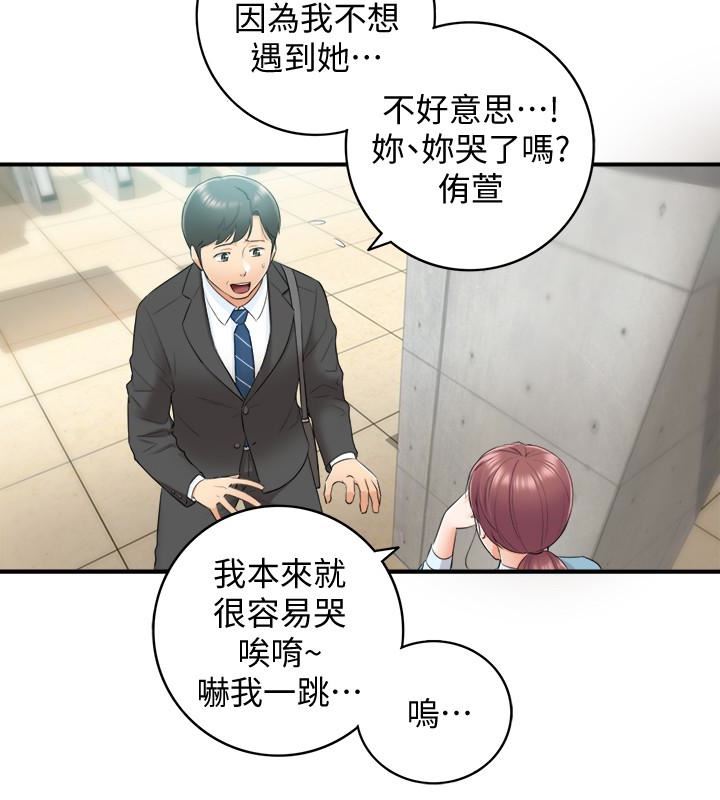 因為我不想
遇到她⋯
不好意思⋯!
妳、妳哭了嗎?
侑萱
我本來就
很容易哭
唉唷~
嚇我一跳⋯
嗚⋯